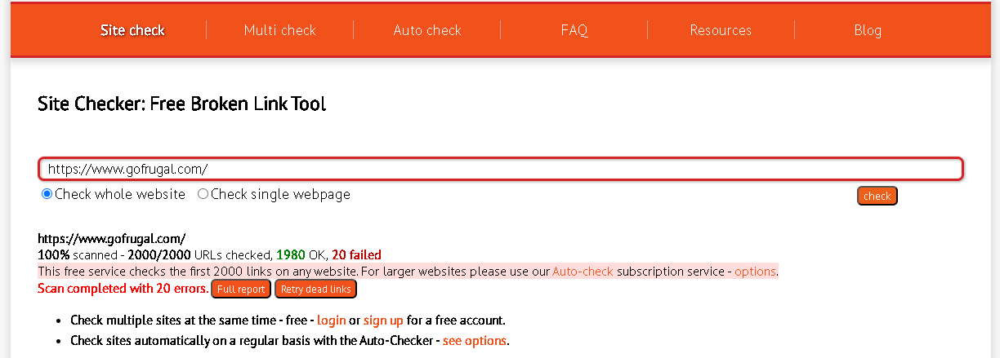 Site check Multi check Auto check FAQ Resources Blog
Site Checker: Free Broken Link Tool
https://www.gofrugal.com/
Check whole website Check single webpage check
https://www.gofrugal.com/
100% scanned - 2000/2000 URLs checked, 1980 OK, 20 failed
This free service checks the first 2000 links on any website. For larger websites please use our Auto-check subscription service - options.
Scan completed with 20 errors. Full report Retry dead links
• Check multiple sites at the same time - free - login or sign up for a free account.
• Check sites automatically on a regular basis with the Auto-Checker - see options.